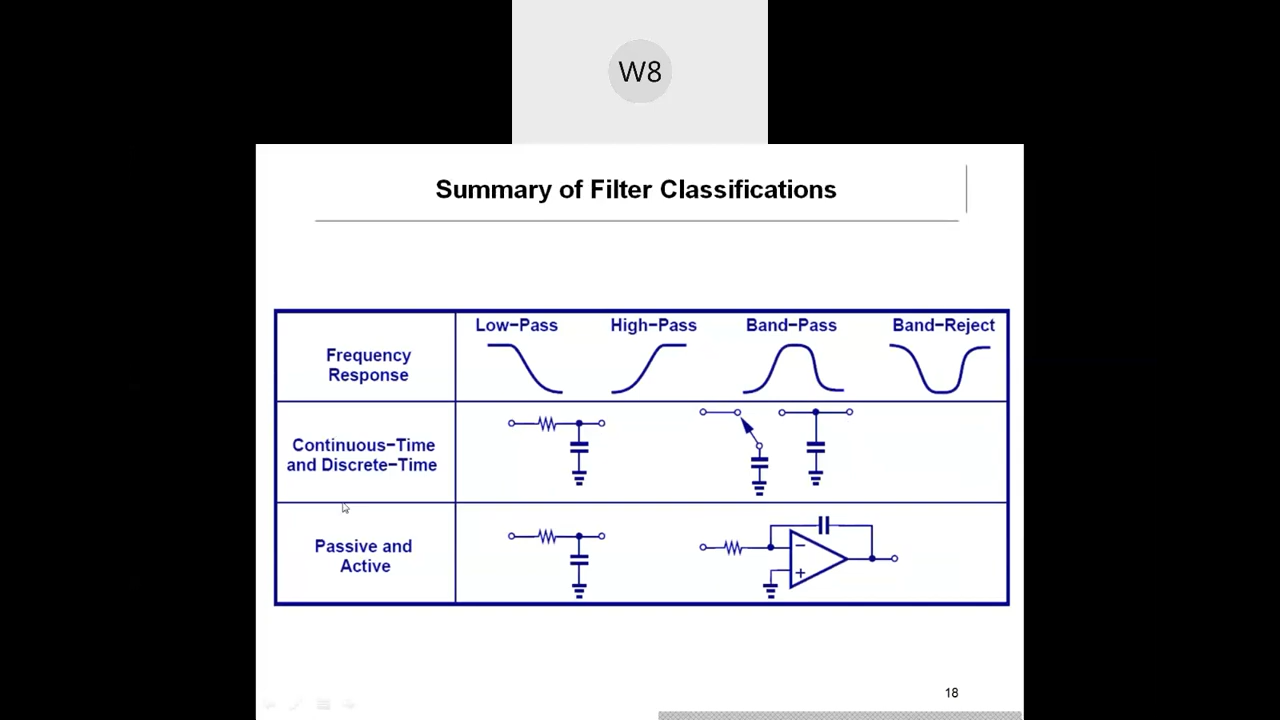 W8
Summary of Filter Classifications
Low−Pass High−Pass Band−Pass Band−Reject
Frequency
Response
Continuous−Time
and Discrete−Time
Passive and
Active
−
+
18